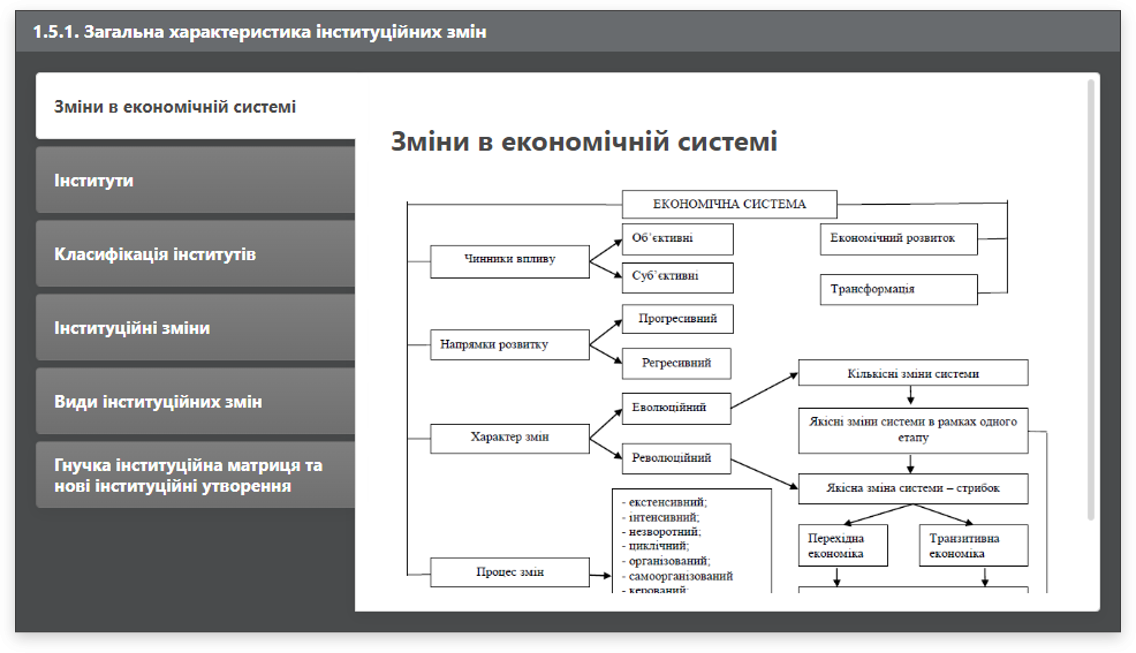 1.5.1. Загальна характеристика інституційних змін
Зміни в економічній системі
Інститути
Класифікація інститутів
Інституційні зміни
Види інституційних змін
Гнучка інституційна матриця та
нові інституційні утворення
Зміни в економічній системі
ЕКОНОМІЧНА СИСТЕМА
Чинники впливу
Об’єктивні
Суб’єктивні
Економічний розвиток
Трансформація
Напрямки розвитку
Прогресивний
Регресивний
Характер змін
Еволюційний
Революційний
Кількісні зміни системи
Якісні зміни системи в рамках одного
етапу
Якісна зміна системи – стрибок
Перехідна
економіка
Транзитивна
економіка
Процес змін
- екстенсивний;
- інтенсивний;
- незворотний;
- циклічний;
- організований;
- самоорганізований
- керований;